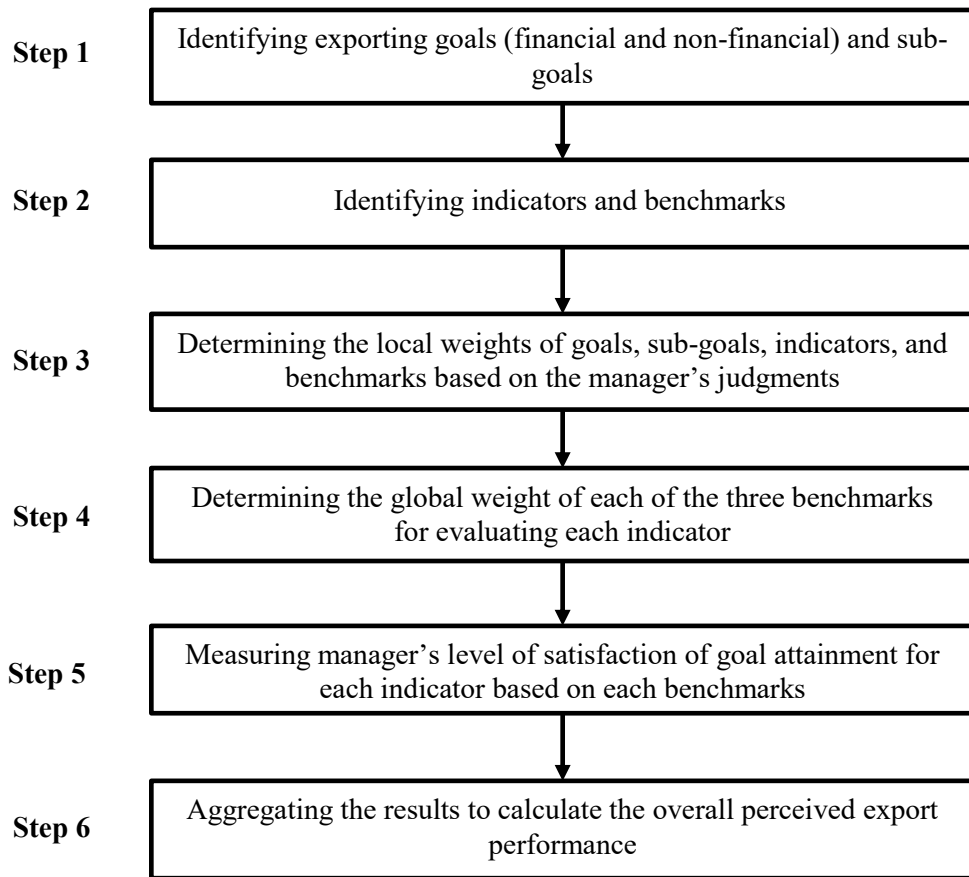 Step 1
Identifying exporting goals (financial and non-financial) and sub-
goals
Step 2
Identifying indicators and benchmarks
Step 3
Determining the local weights of goals, sub-goals, indicators, and
benchmarks based on the manager’s judgments
Step 4
Determining the global weight of each of the three benchmarks
for evaluating each indicator
Step 5
Measuring manager’s level of satisfaction of goal attainment for
each indicator based on each benchmarks
Step 6
Aggregating the results to calculate the overall perceived export
performance